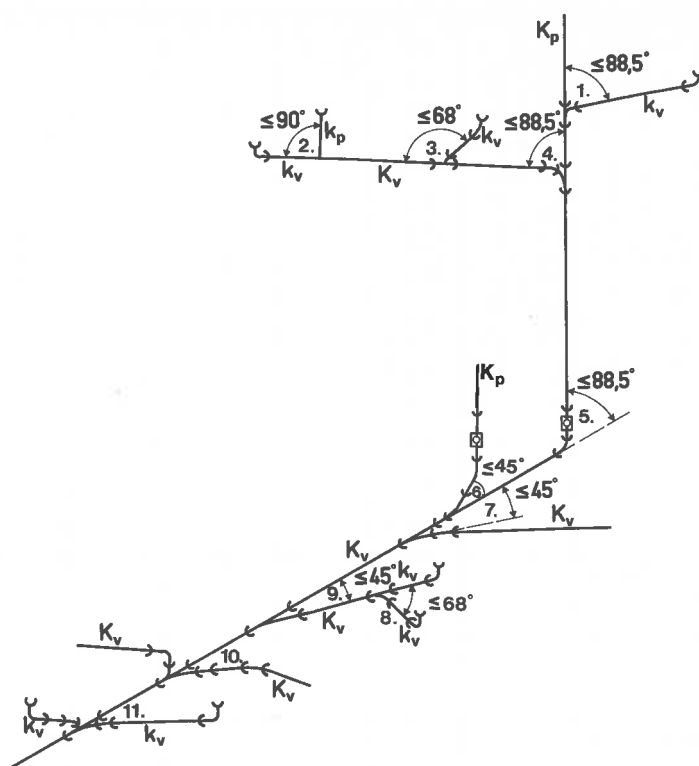 Kp
≤88,5°
1.
kv
≤90°
kp
2.
kv
≤68°
kv
3.
Kv
≤88,5°
4.
Kp
≤88,5°
5.
≤45°
6.
≤45°
7.
Kv
Kv
≤45°
kv
9.
Kv
≤68°
8.
kv
Kv
10.
Kv
11.
kv
kv